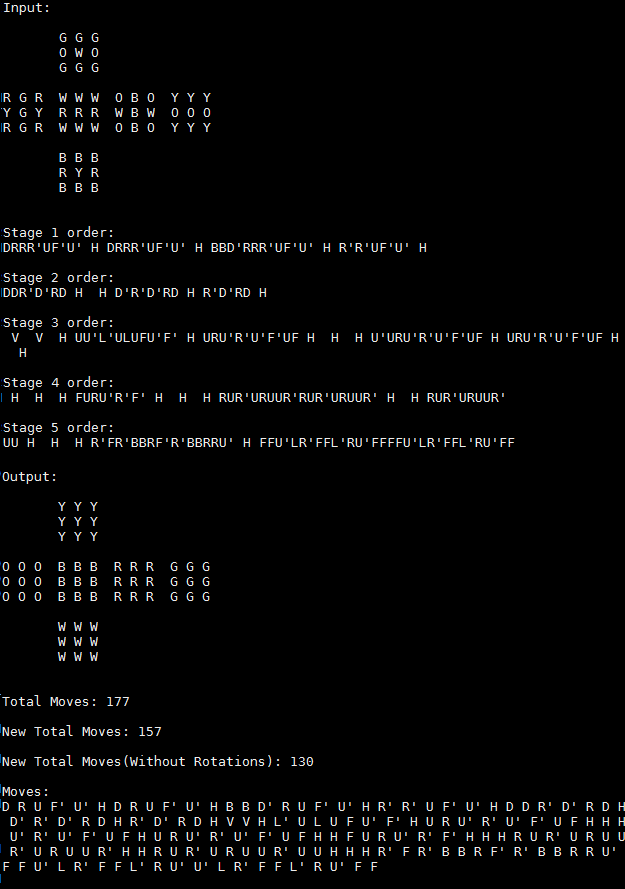 Input:
G G G
O W O
G G G
R G R  W W W  O B O  Y Y Y
Y G Y  R R R  W B W  O O O
R G R  W W W  O B O  Y Y Y
B B B
R Y R
B B B
Stage 1 order:
DRRR'UF'U' H DRRR'UF'U' H BBD'RRR'UF'U' H R'R'UF'U' H
Stage 2 order:
DDR'D'RD H  H D'R'D'RD H R'D'RD H
Stage 3 order:
V  V  H UU'L'ULUFU'F' H URU'R'U'F'UF H  H  H U'URU'R'U'F'UF H URU'R'U'F'UF H
H
Stage 4 order:
H  H  H FURU'R'F' H  H  H RUR'URUUR'RUR'URUUR' H  H RUR'URUUR'
Stage 5 order:
UU H  H  H R'FR'BBRF'R'BBRRU' H FFU'LR'FFL'RU'FFFFU'LR'FFL'RU'FF
Output:
Y Y Y
Y Y Y
Y Y Y
O O O  B B B  R R R  G G G
O O O  B B B  R R R  G G G
O O O  B B B  R R R  G G G
W W W
W W W
W W W
Total Moves: 177
New Total Moves: 157
New Total Moves(Without Rotations): 130
Moves:
D R U F' U' H D R U F' U' H B B D' R U F' U' H R' R' U F' U' H D D R' D' R D H
D' R' D' R D H R' D' R D H V V H L' U L U F U' F' H U R U' R' U' F' U F H H H
U' R' U' F' U F H U R U' R' U' F' U F H H F U R U' R' F' H H H R U R' U R U U
R' U R U U R' H H R U R' U R U U R' U U H H H R' F R' B B R F' R' B B R R U'
F F U' L R' F F L' R U' U' L R' F F L' R U' F F